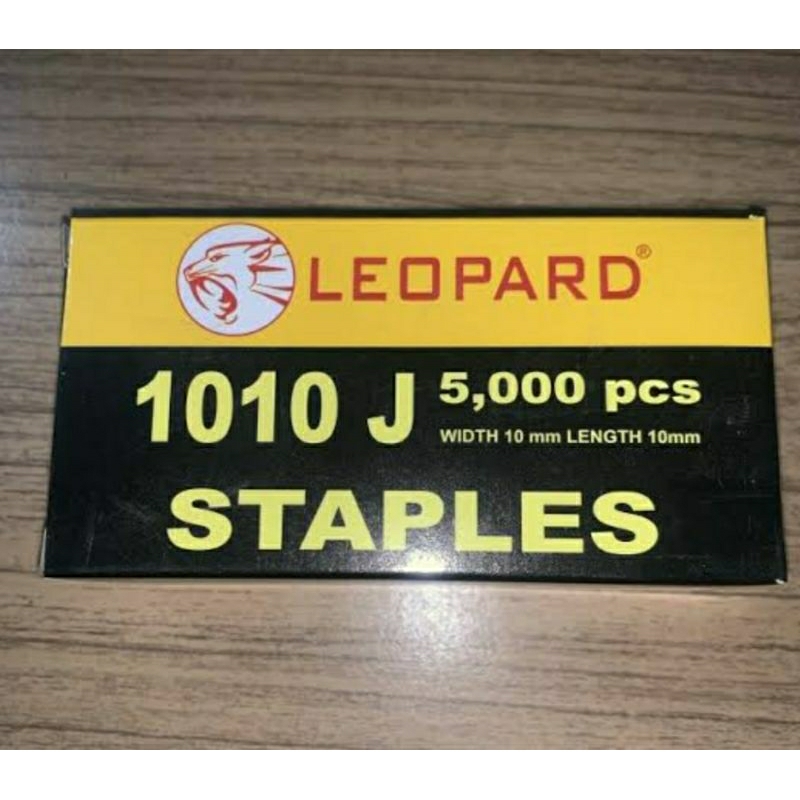 LEOPARD®
1010 J
5,000 pcs
WIDTH 10 mm LENGTH 10mm
STAPLES